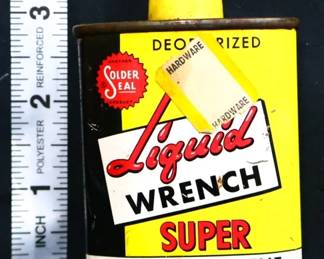 3
2
1
INCH
POLYESTER
REINFORCED
DEODORIZED
HARDWARE
HARDWARE
SOLDER
SEAL
Liquid
WRENCH
SUPER